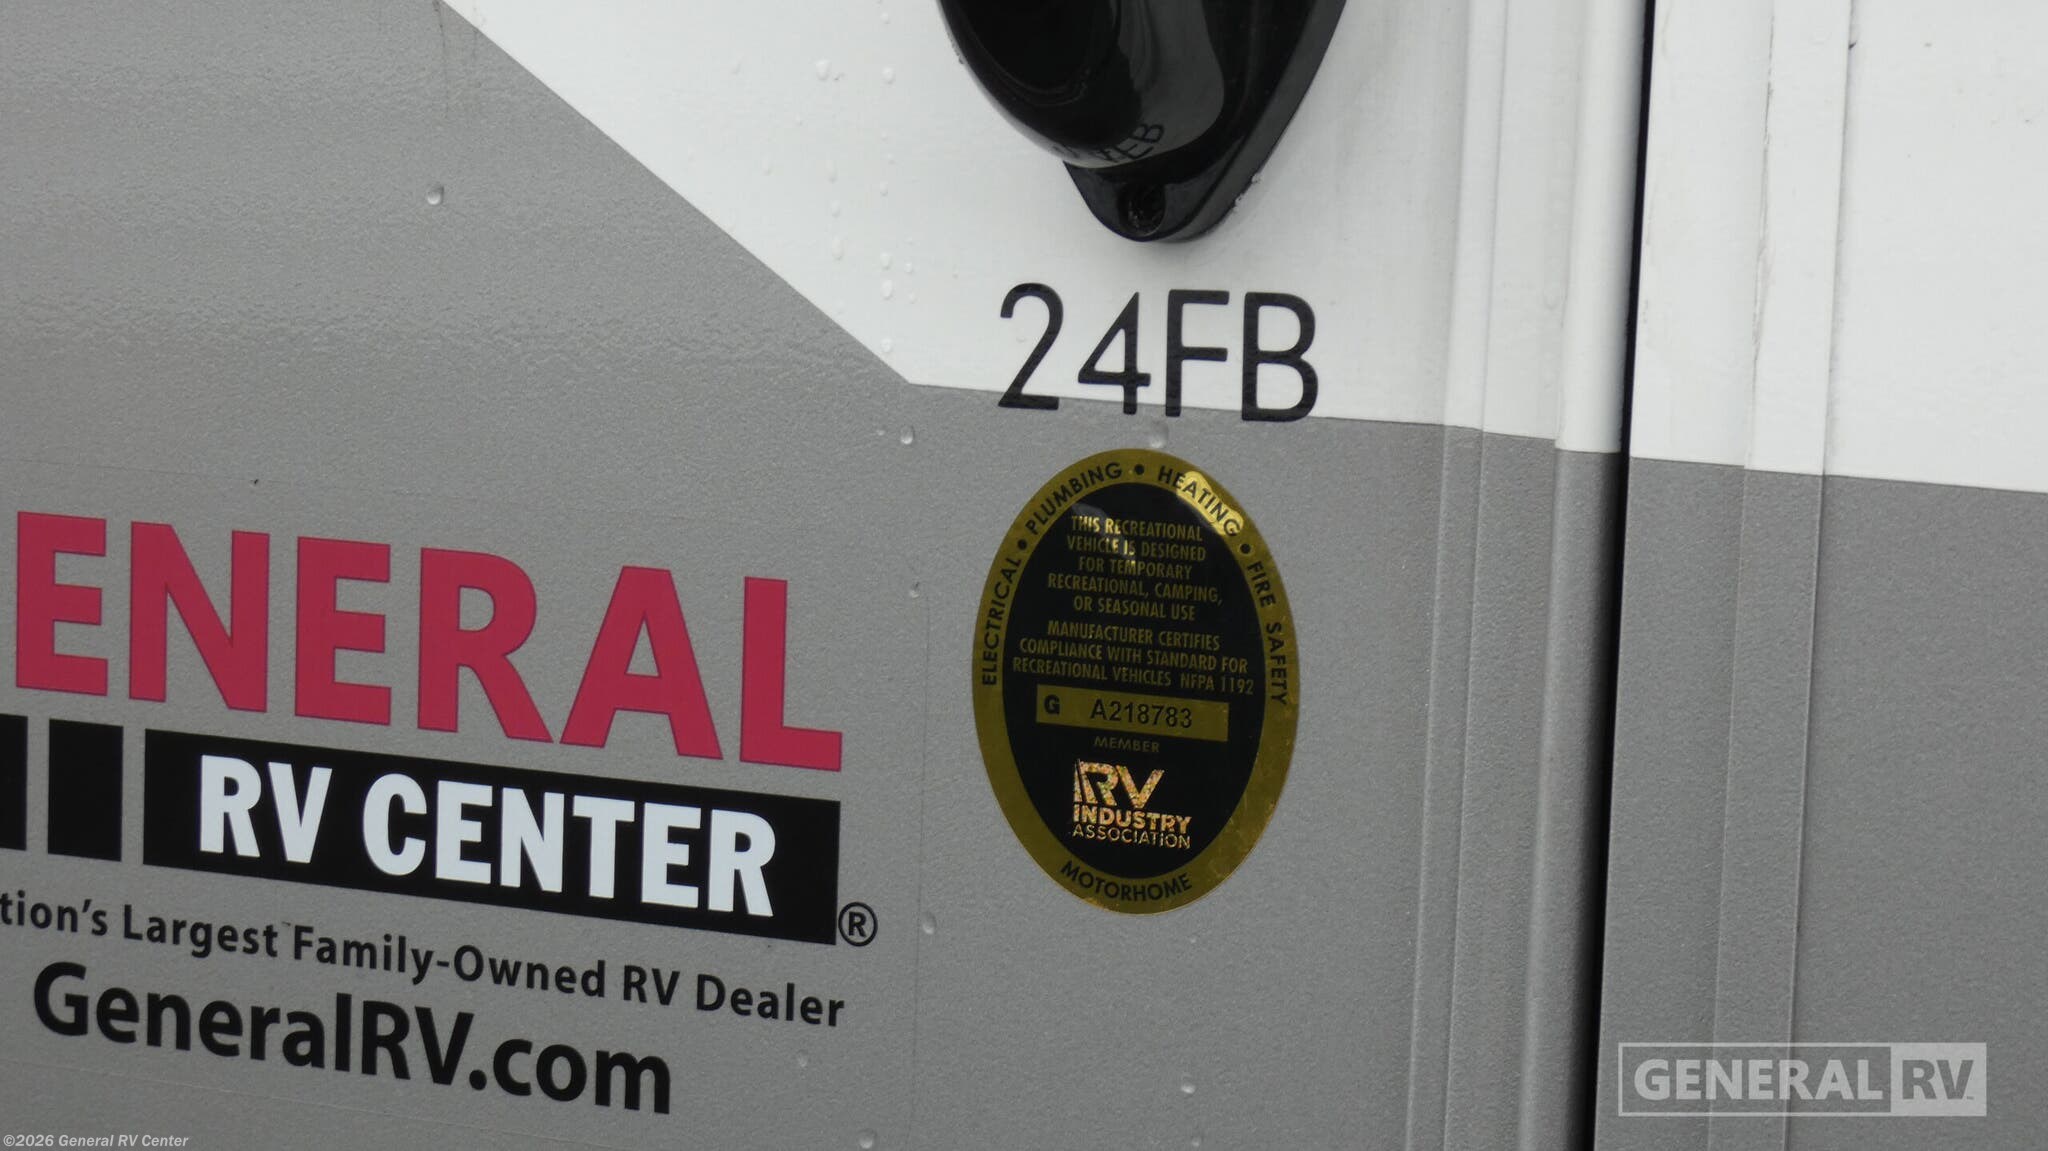 24FB
ELECTRICAL • PLUMBING • HEATING • FIRE SAFETY
THIS RECREATIONAL
VEHICLE IS DESIGNED
FOR TEMPORARY
RECREATIONAL, CAMPING,
OR SEASONAL USE
MANUFACTURER CERTIFIES
COMPLIANCE WITH STANDARD FOR
RECREATIONAL VEHICLES NFPA 1192
G A218783
MEMBER
RV
INDUSTRY
ASSOCIATION
MOTORHOME
ENERAL
RV CENTER®
tion's Largest Family-Owned RV Dealer
GeneralRV.com
GENERAL RV
©2026 General RV Center